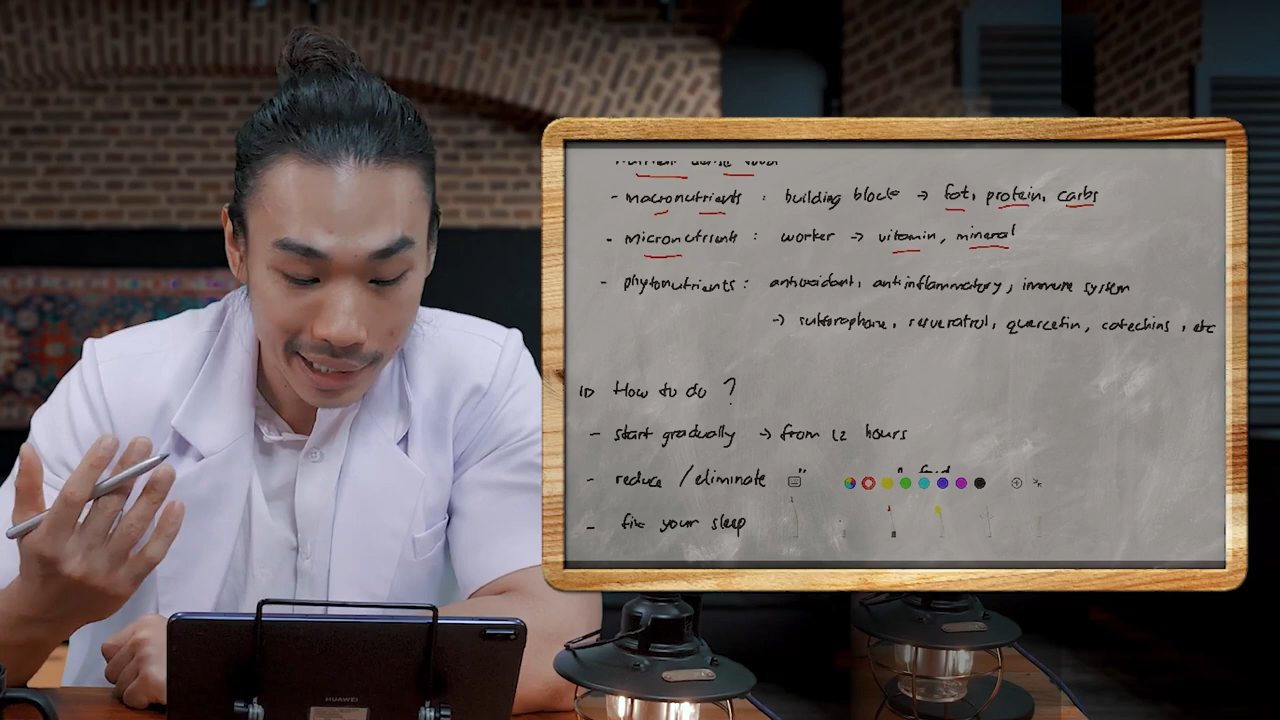 - macronutrients : building block → fat, protein, carbs
- micronutrients : worker → vitamin, mineral
- phytonutrients : antioxidant, antiinflammatory, immune system
→ sulforaphane, resveratrol, quercetin, catechins, etc
10 How to do ?
- start gradually → from 12 hours
- reduce / eliminate
- fix your sleep
HUAWEI